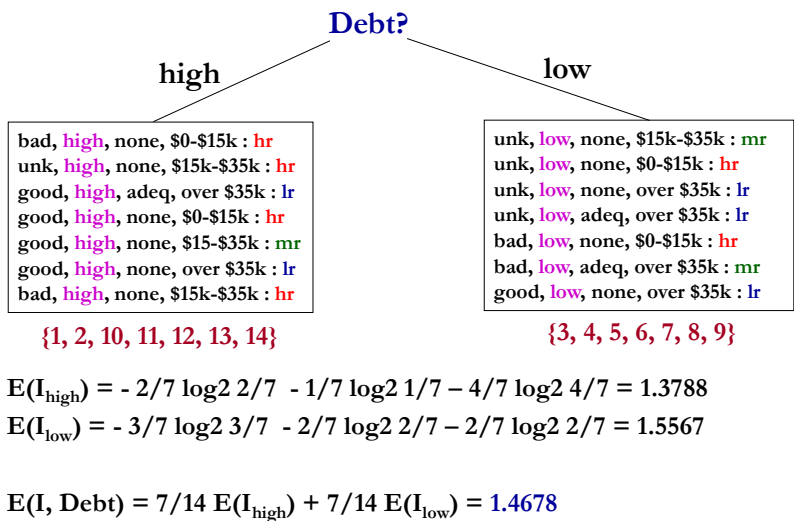 Debt?
high
low
bad, high, none, $0-$15k : hr
unk, high, none, $15k-$35k : hr
good, high, adeq, over $35k : lr
good, high, none, $0-$15k : hr
good, high, none, $15-$35k : mr
good, high, none, over $35k : lr
bad, high, none, $15k-$35k : hr
{1, 2, 10, 11, 12, 13, 14}
unk, low, none, $15k-$35k : mr
unk, low, none, $0-$15k : hr
unk, low, none, over $35k : lr
unk, low, adeq, over $35k : lr
bad, low, none, $0-$15k : hr
bad, low, adeq, over $35k : mr
good, low, none, over $35k : lr
{3, 4, 5, 6, 7, 8, 9}
E(I_high) = - 2/7 log2 2/7 - 1/7 log2 1/7 – 4/7 log2 4/7 = 1.3788
E(I_low) = - 3/7 log2 3/7 - 2/7 log2 2/7 – 2/7 log2 2/7 = 1.5567
E(I, Debt) = 7/14 E(I_high) + 7/14 E(I_low) = 1.4678